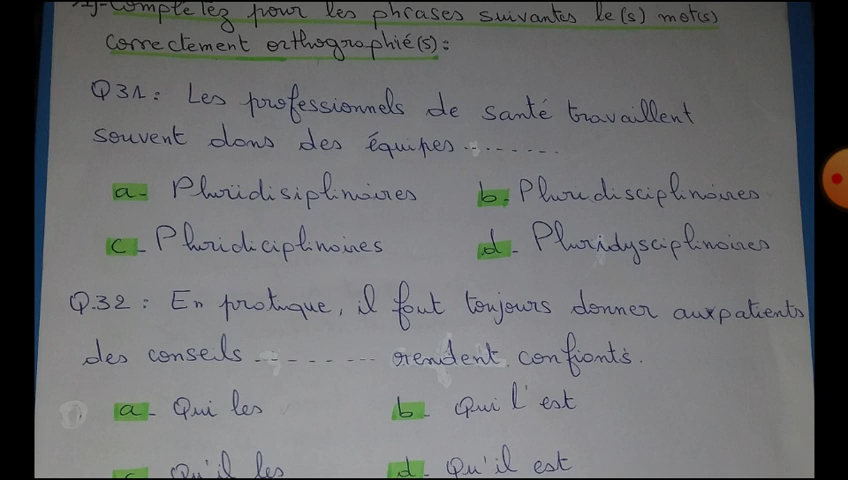 Complétez pour les phrases suivantes le(s) mot(s)
correctement orthographié(s):
Q31: Les professionnels de santé travaillent
souvent dans des équipes..........
a- Pluridisiplinaires b- Pluridisciplinaires
c- Pluridiciplinaires d- Pluridysciplinaires
Q.32: En pratique, il faut toujours donner aux patients
des conseils ......... rendent confiants.
a- Qui les b- Qui l'est
c- Qu'il les d- Qu'il est